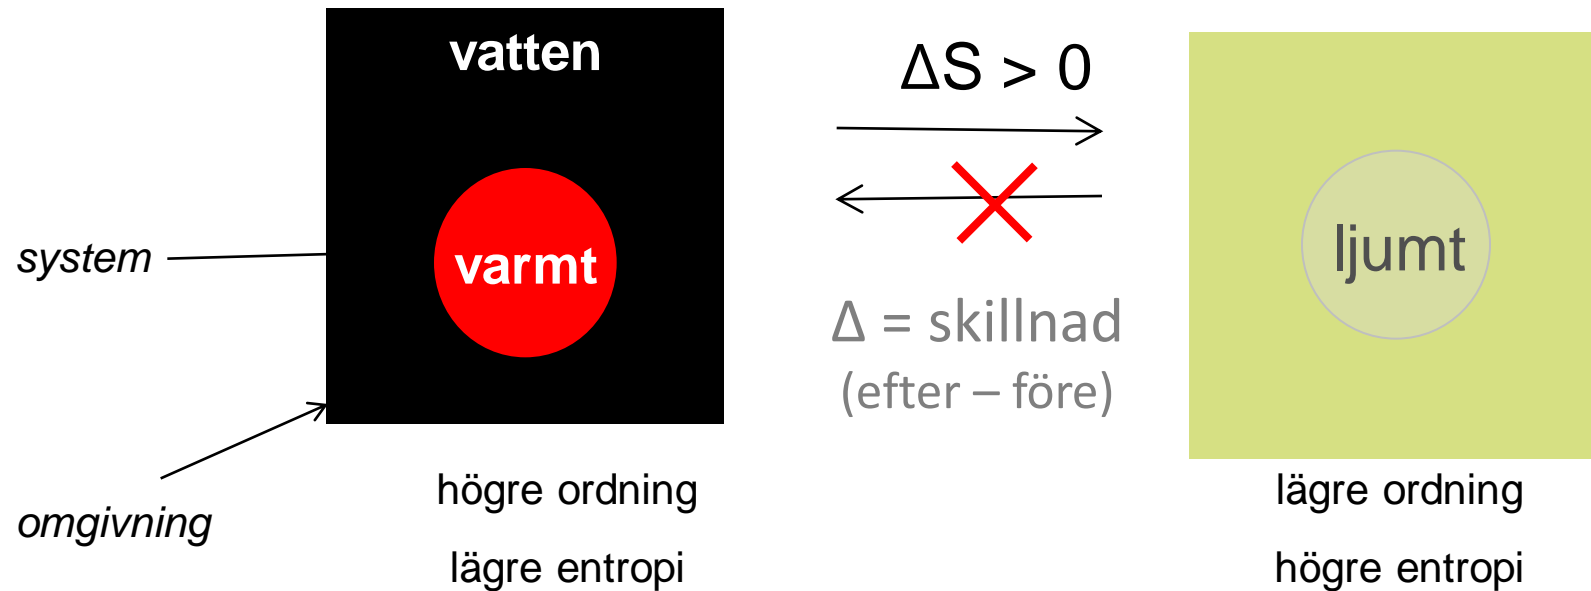 vatten
varmt
system
omgivning
högre ordning
lägre entropi
ΔS > 0
Δ = skillnad
(efter – före)
ljumt
lägre ordning
högre entropi